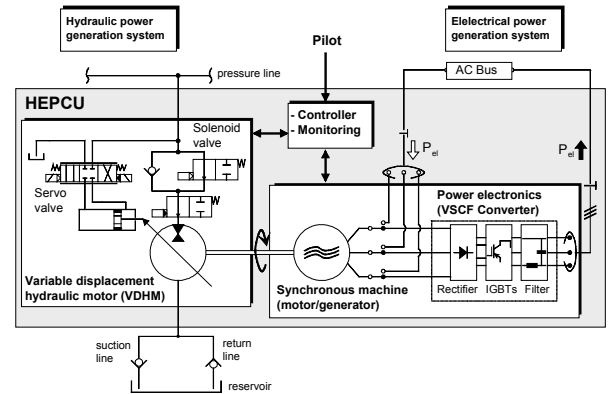 Hydraulic power
generation system
Elelectrical power
generation system
Pilot
pressure line
AC Bus
HEPCU
- Controller
- Monitoring
Solenoid
valve
Pel
Pel
Servo
valve
Power electronics
(VSCF Converter)
Variable displacement
hydraulic motor (VDHM)
Synchronous machine
(motor/generator)
Rectifier
IGBTs
Filter
suction
line
return
line
reservoir